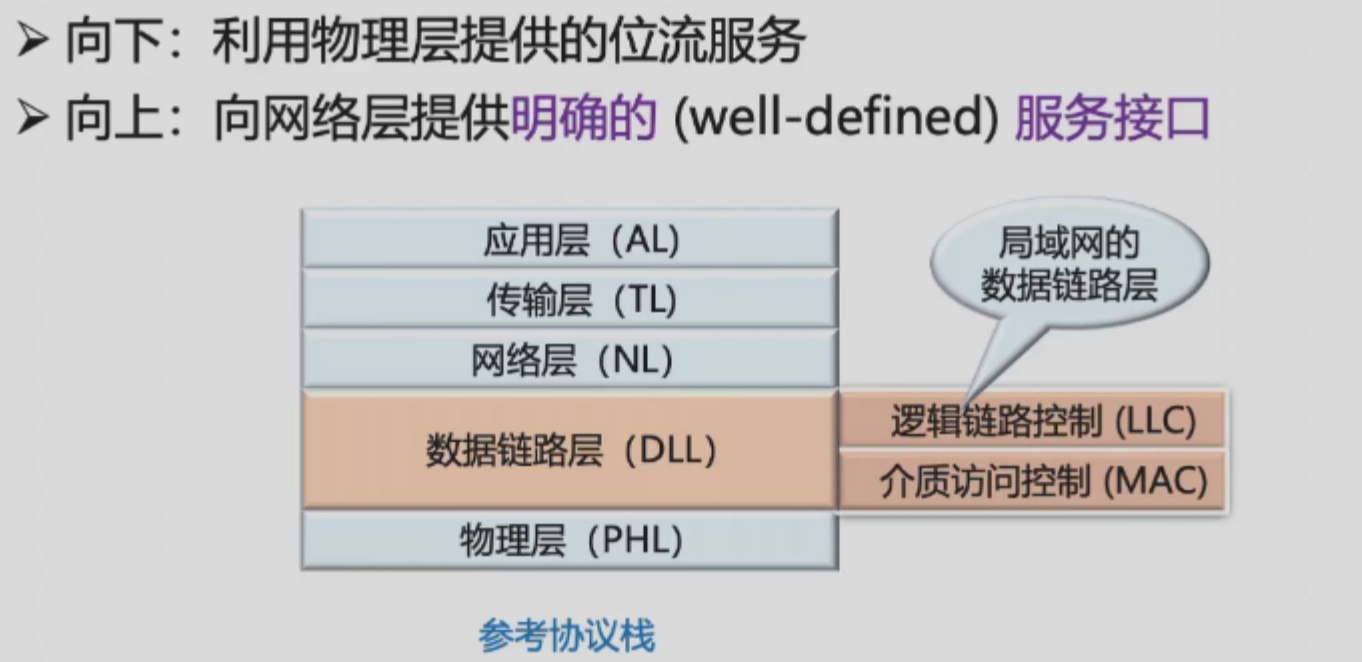 ➢ 向下：利用物理层提供的位流服务
➢ 向上：向网络层提供明确的 (well-defined) 服务接口
应用层（AL)
传输层（TL)
网络层（NL）
数据链路层（DLL）
物理层（PHL）
局域网的
数据链路层
逻辑链路控制 (LLC)
介质访问控制 (MAC)
参考协议栈